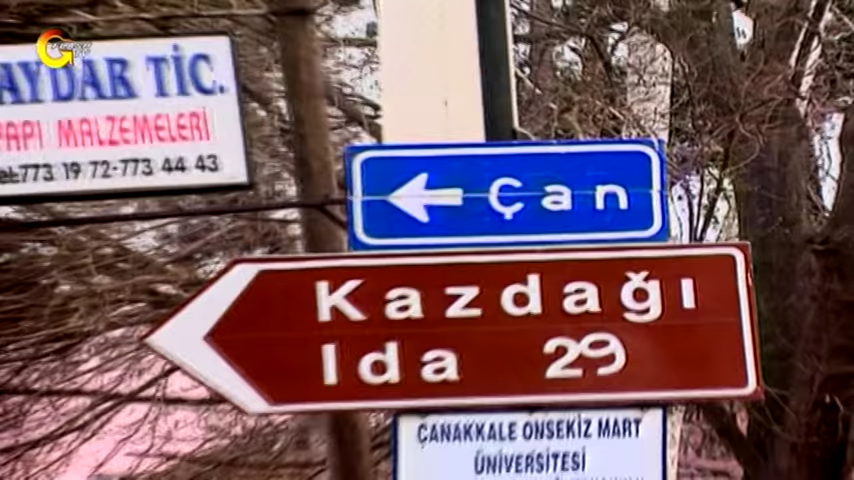 AYDAR TİC.
YAPI MALZEMELERİ
Tel.773 19 72-773 44 43
Çan
Kazdağı
Ida 29
ÇANAKKALE ONSEKİZ MART
ÜNİVERSİTESİ